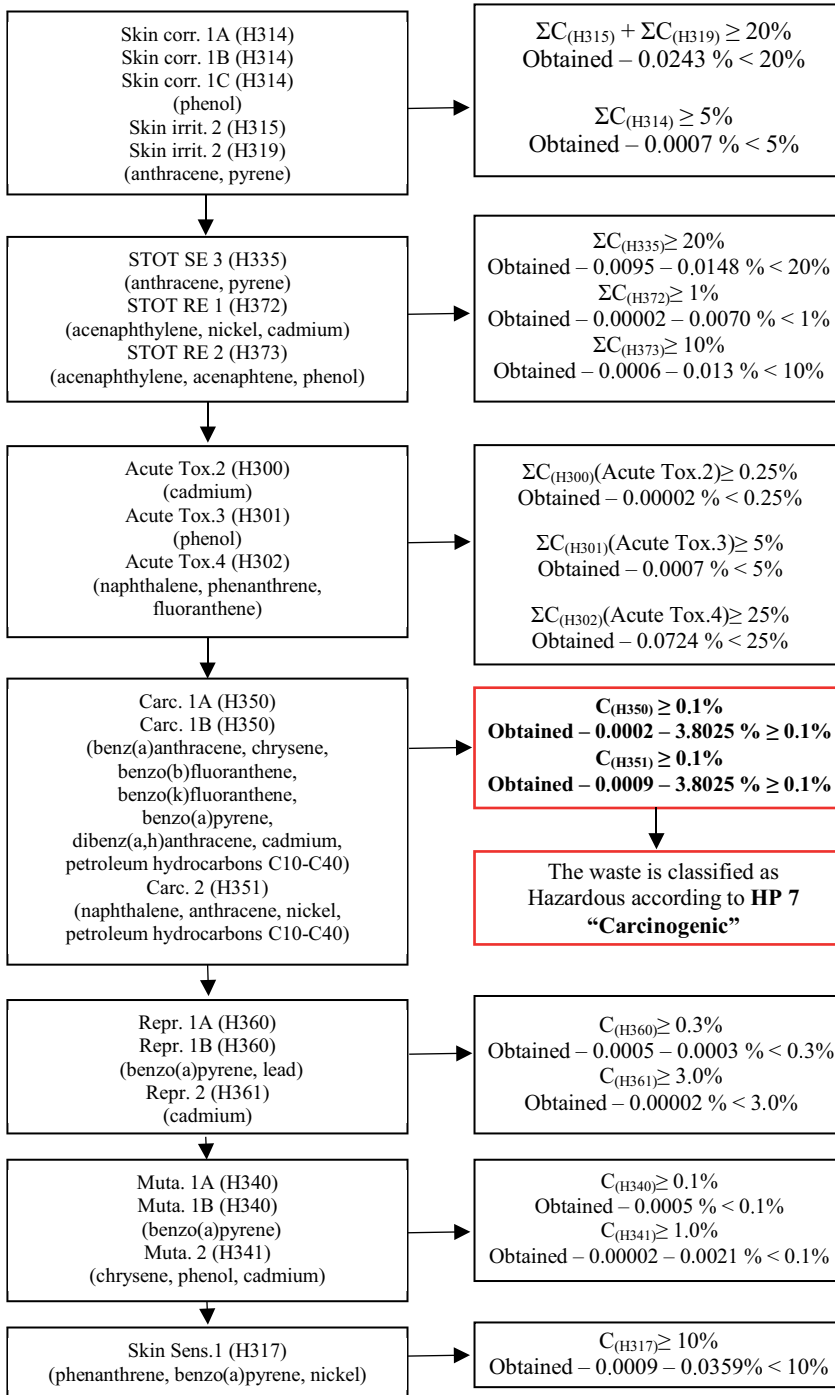 Skin corr. 1A (H314)
Skin corr. 1B (H314)
Skin corr. 1C (H314)
(phenol)
Skin irrit. 2 (H315)
Skin irrit. 2 (H319)
(anthracene, pyrene)
ΣC(H315) + ΣC(H319) ≥ 20%
Obtained – 0.0243 % < 20%
ΣC(H314) ≥ 5%
Obtained – 0.0007 % < 5%
STOT SE 3 (H335)
(anthracene, pyrene)
STOT RE 1 (H372)
(acenaphthylene, nickel, cadmium)
STOT RE 2 (H373)
(acenaphthylene, acenaphtene, phenol)
ΣC(H335)≥ 20%
Obtained – 0.0095 – 0.0148 % < 20%
ΣC(H372)≥ 1%
Obtained – 0.00002 – 0.0070 % < 1%
ΣC(H373)≥ 10%
Obtained – 0.0006 – 0.013 % < 10%
Acute Tox.2 (H300)
(cadmium)
Acute Tox.3 (H301)
(phenol)
Acute Tox.4 (H302)
(naphthalene, phenanthrene,
fluoranthene)
ΣC(H300)(Acute Tox.2)≥ 0.25%
Obtained – 0.00002 % < 0.25%
ΣC(H301)(Acute Tox.3)≥ 5%
Obtained – 0.0007 % < 5%
ΣC(H302)(Acute Tox.4)≥ 25%
Obtained – 0.0724 % < 25%
Carc. 1A (H350)
Carc. 1B (H350)
(benz(a)anthracene, chrysene,
benzo(b)fluoranthene,
benzo(k)fluoranthene,
benzo(a)pyrene,
dibenz(a,h)anthracene, cadmium,
petroleum hydrocarbons C10-C40)
Carc. 2 (H351)
(naphthalene, anthracene, nickel,
petroleum hydrocarbons C10-C40)
C(H350) ≥ 0.1%
Obtained – 0.0002 – 3.8025 % ≥ 0.1%
C(H351) ≥ 0.1%
Obtained – 0.0009 – 3.8025 % ≥ 0.1%
The waste is classified as
Hazardous according to HP 7
“Carcinogenic”
Repr. 1A (H360)
Repr. 1B (H360)
(benzo(a)pyrene, lead)
Repr. 2 (H361)
(cadmium)
C(H360)≥ 0.3%
Obtained – 0.0005 – 0.0003 % < 0.3%
C(H361)≥ 3.0%
Obtained – 0.00002 % < 3.0%
Muta. 1A (H340)
Muta. 1B (H340)
(benzo(a)pyrene)
Muta. 2 (H341)
(chrysene, phenol, cadmium)
C(H340)≥ 0.1%
Obtained – 0.0005 % < 0.1%
C(H341)≥ 1.0%
Obtained – 0.00002 – 0.0021 % < 0.1%
Skin Sens.1 (H317)
(phenanthrene, benzo(a)pyrene, nickel)
C(H317)≥ 10%
Obtained – 0.0009 – 0.0359% < 10%